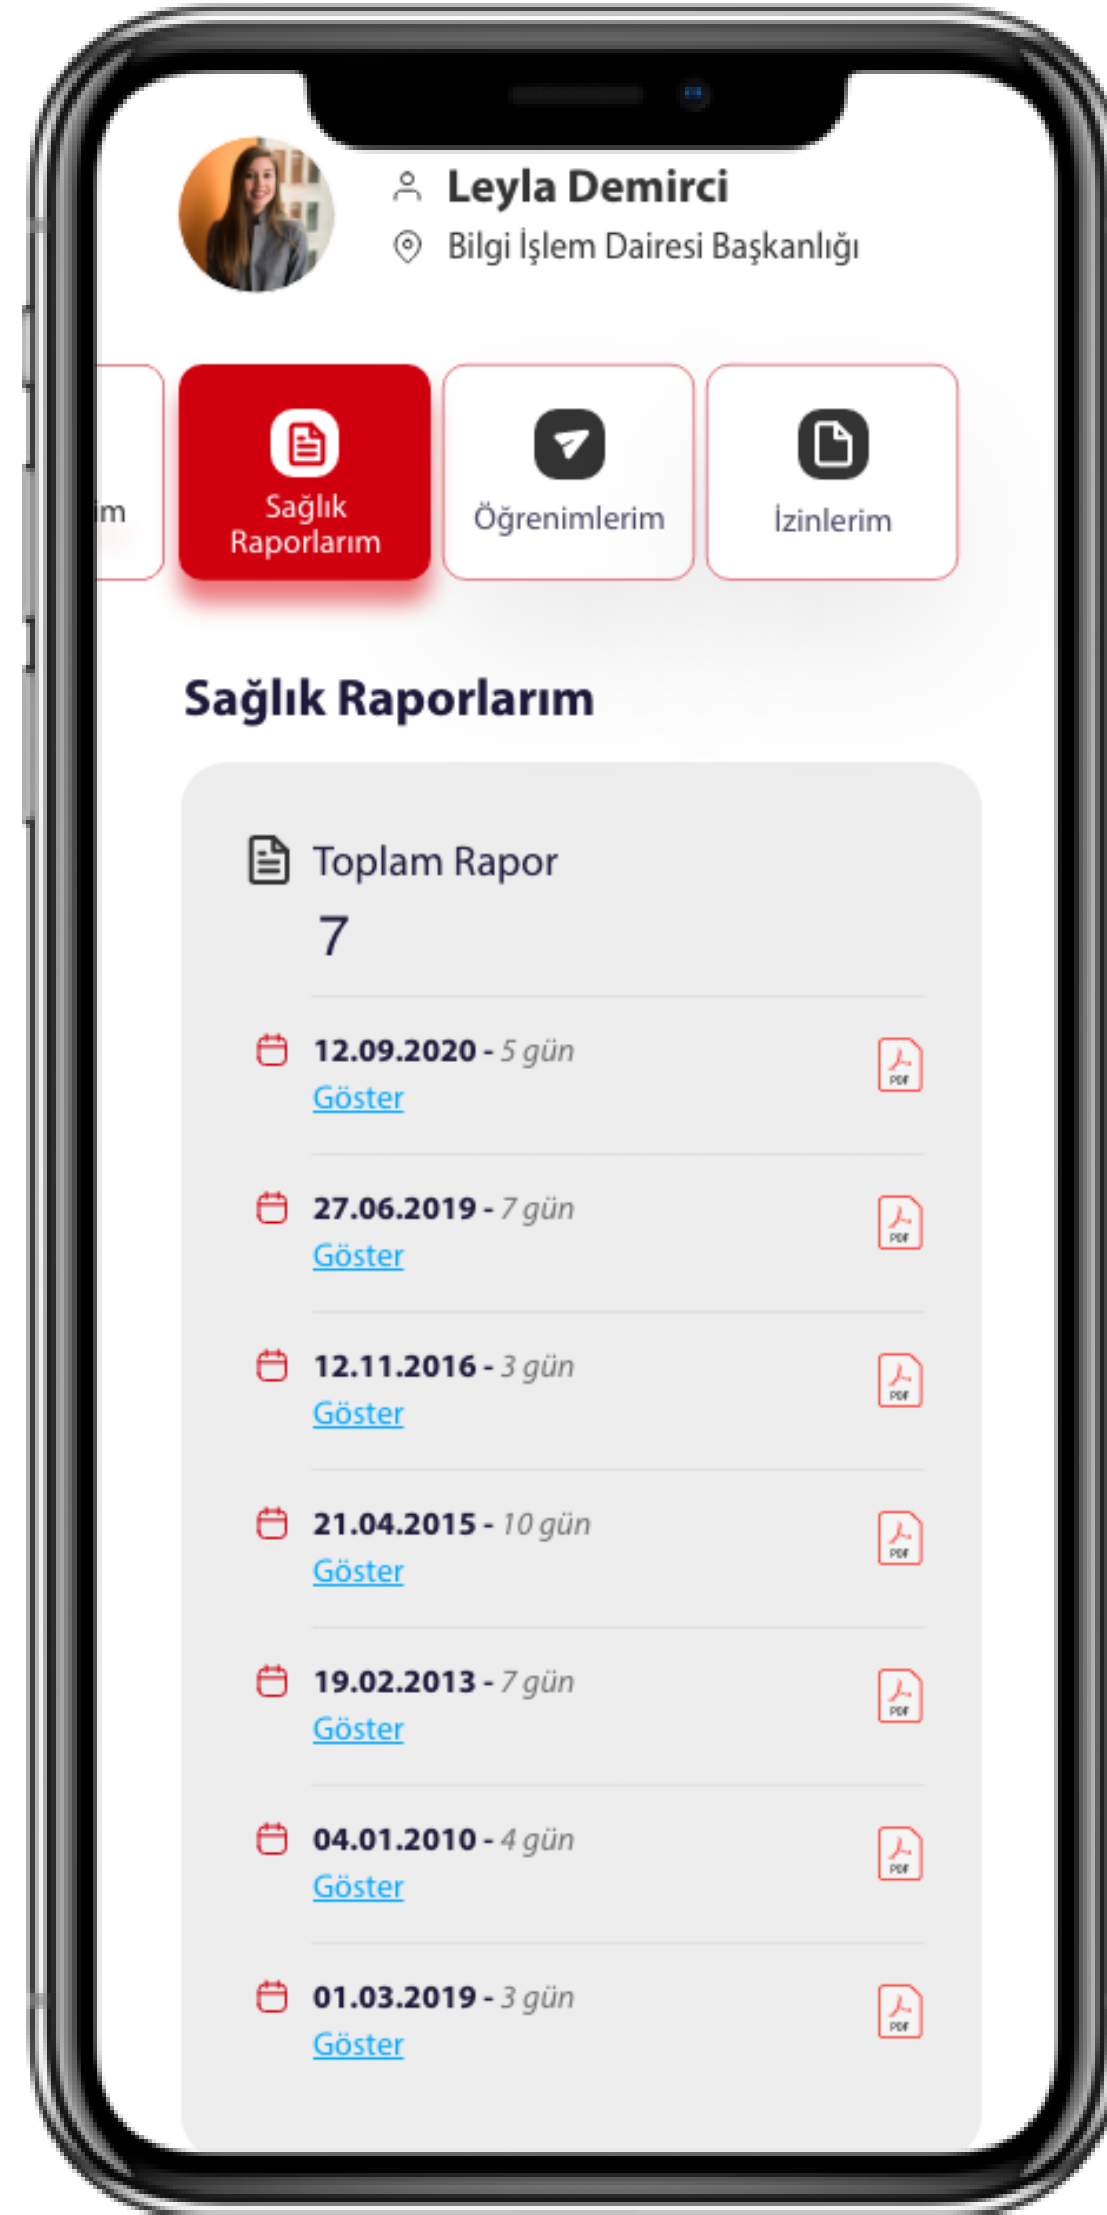 Leyla Demirci
Bilgi İşlem Dairesi Başkanlığı
im
Sağlık
Raporlarım
Öğrenimlerim
İzinlerim
Sağlık Raporlarım
Toplam Rapor
7
12.09.2020 - 5 gün
Göster
PDF
27.06.2019 - 7 gün
Göster
PDF
12.11.2016 - 3 gün
Göster
PDF
21.04.2015 - 10 gün
Göster
PDF
19.02.2013 - 7 gün
Göster
PDF
04.01.2010 - 4 gün
Göster
PDF
01.03.2019 - 3 gün
Göster
PDF